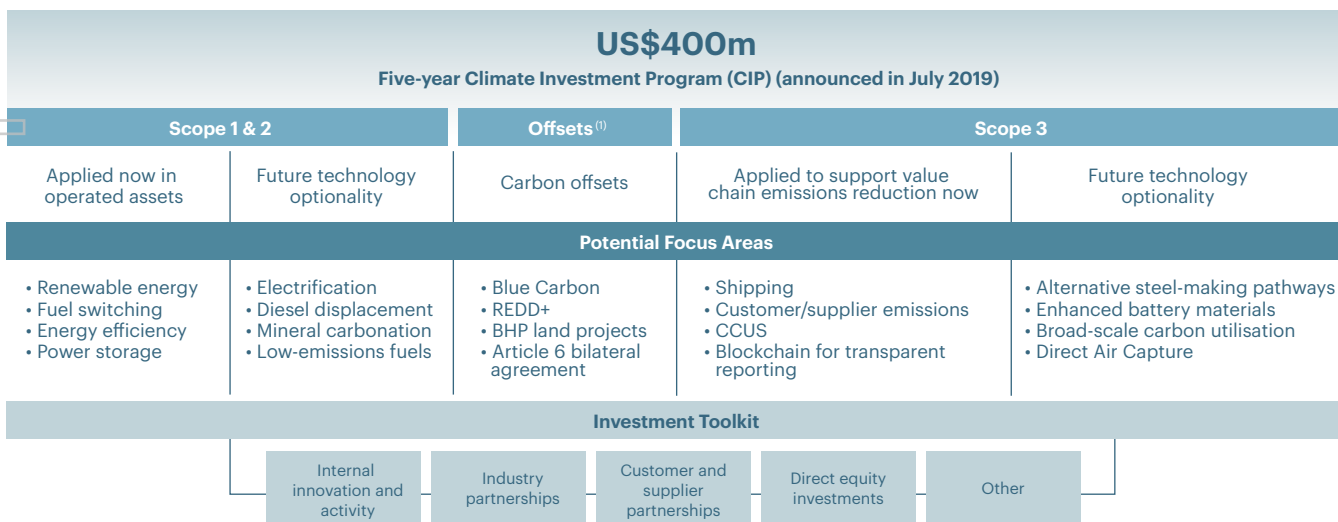 US$400m
Five-year Climate Investment Program (CIP) (announced in July 2019)
Scope 1 & 2
Offsets (1)
Scope 3
Applied now in
operated assets
Future technology
optionality
Carbon offsets
Applied to support value
chain emissions reduction now
Future technology
optionality
Potential Focus Areas
• Renewable energy
• Fuel switching
• Energy efficiency
• Power storage
• Electrification
• Diesel displacement
• Mineral carbonation
• Low-emissions fuels
• Blue Carbon
• REDD+
• BHP land projects
• Article 6 bilateral
agreement
• Shipping
• Customer/supplier emissions
• CCUS
• Blockchain for transparent
reporting
• Alternative steel-making pathways
• Enhanced battery materials
• Broad-scale carbon utilisation
• Direct Air Capture
Investment Toolkit
Internal
innovation and
activity
Industry
partnerships
Customer and
supplier
partnerships
Direct equity
investments
Other